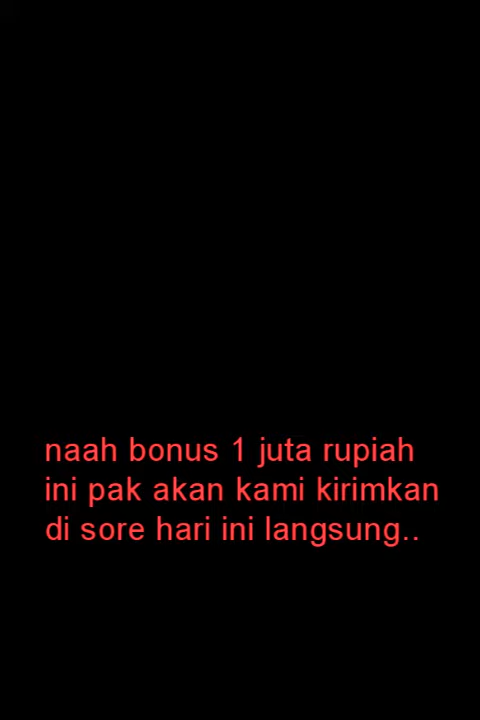 naah bonus 1 juta rupiah
ini pak akan kami kirimkan
di sore hari ini langsung..